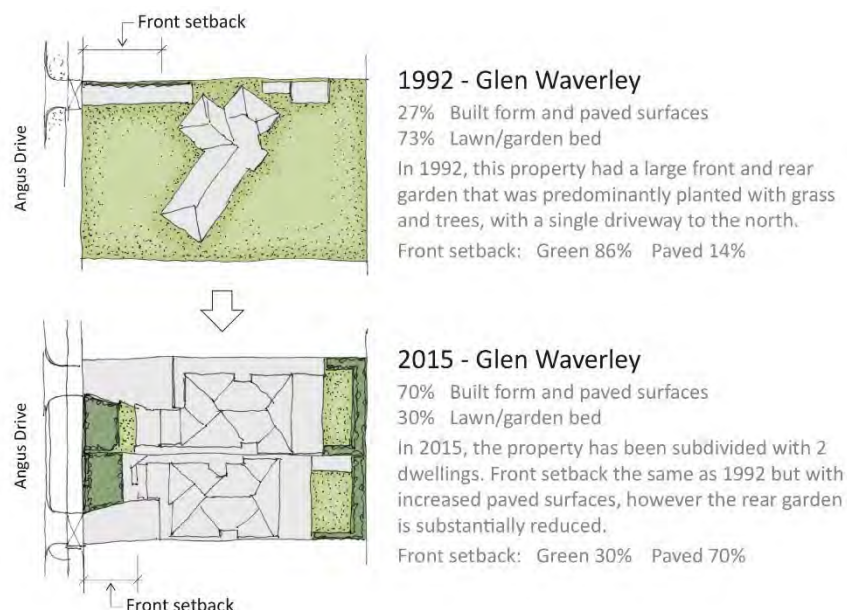 Front setback
Angus Drive
1992 - Glen Waverley
27% Built form and paved surfaces
73% Lawn/garden bed
In 1992, this property had a large front and rear
garden that was predominantly planted with grass
and trees, with a single driveway to the north.
Front setback: Green 86% Paved 14%
Angus Drive
2015 - Glen Waverley
70% Built form and paved surfaces
30% Lawn/garden bed
In 2015, the property has been subdivided with 2
dwellings. Front setback the same as 1992 but with
increased paved surfaces, however the rear garden
is substantially reduced.
Front setback: Green 30% Paved 70%
Front setback